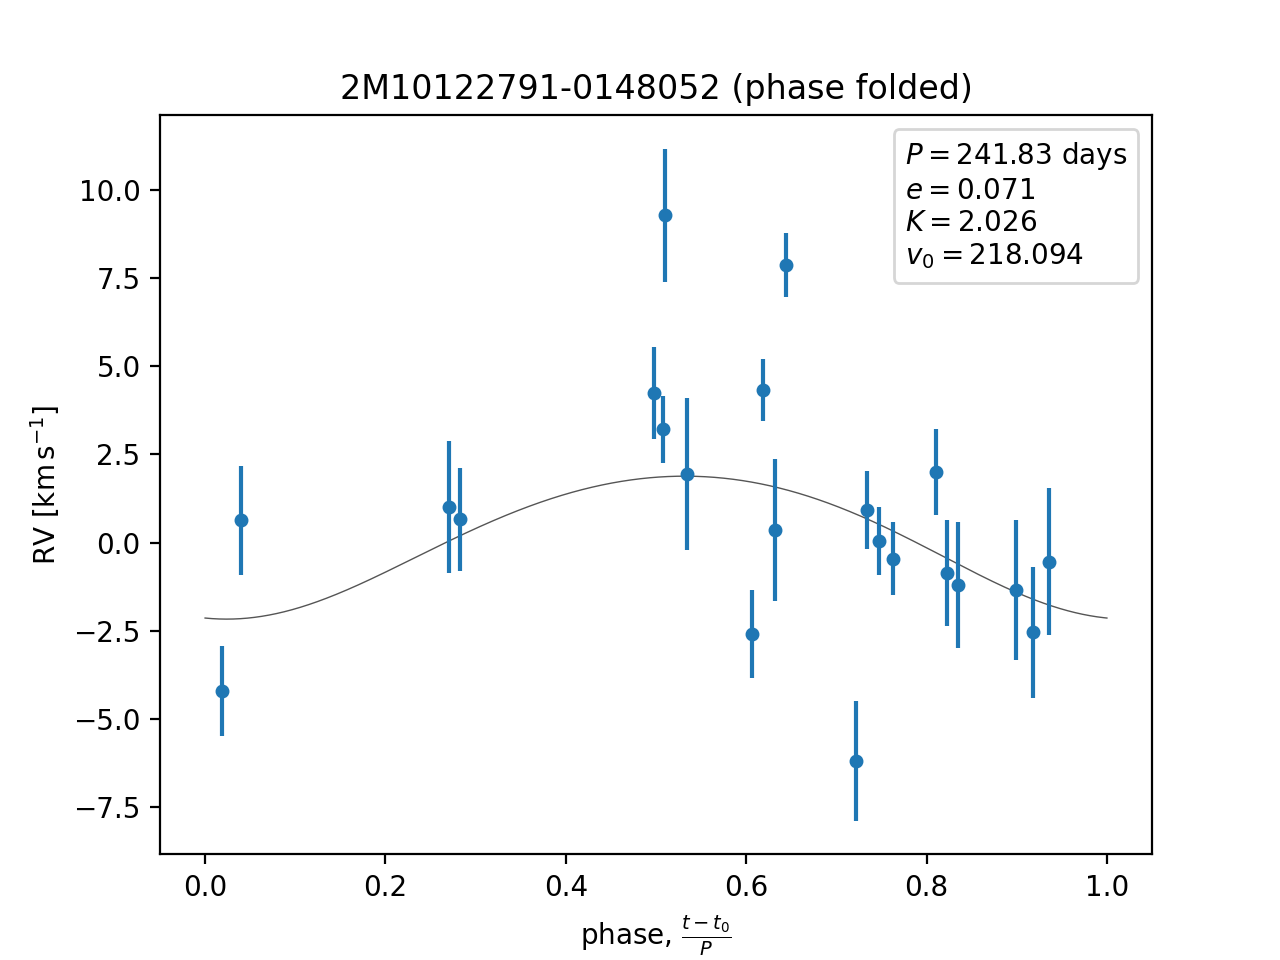 2M10122791-0148052 (phase folded)
P = 241.83 days
e = 0.071
K = 2.026
v₀ = 218.094
10.0
7.5
5.0
2.5
0.0
−2.5
−5.0
−7.5
RV [km s⁻¹]
0.0 0.2 0.4 0.6 0.8 1.0
phase, (t − t₀)/P